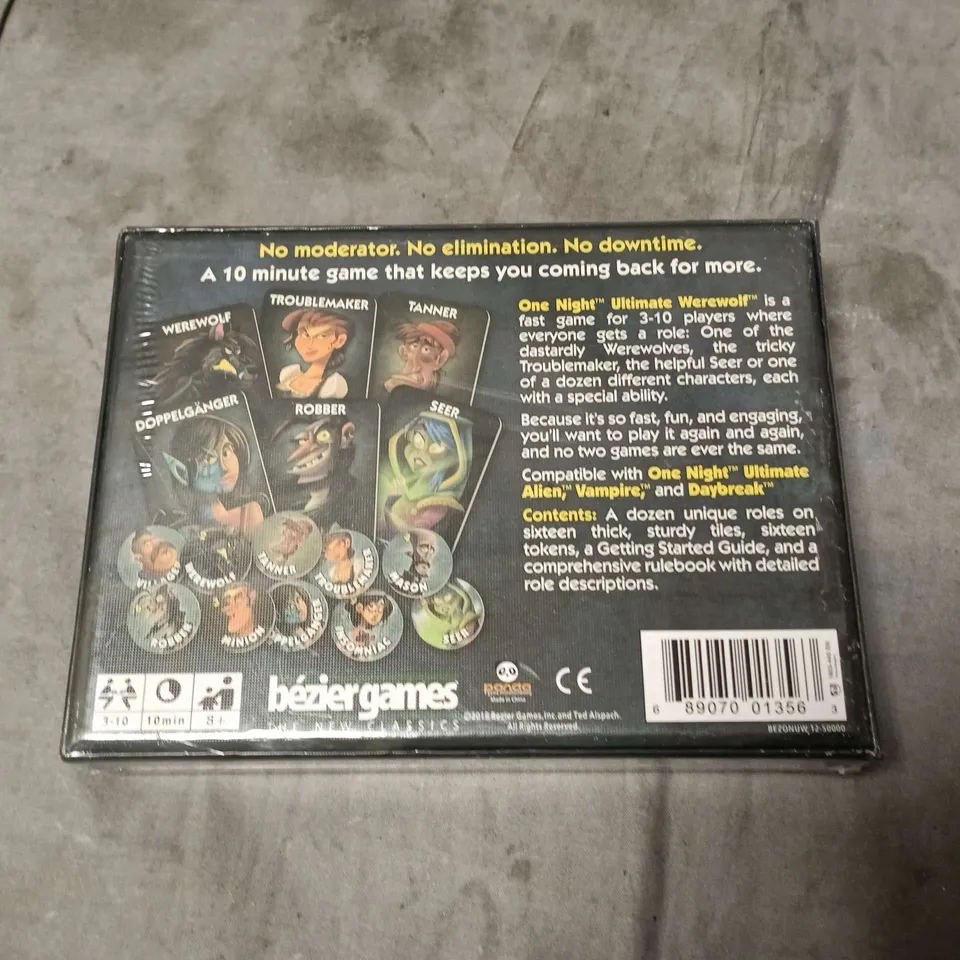 No moderator. No elimination. No downtime.
A 10 minute game that keeps you coming back for more.
WEREWOLF
TROUBLEMAKER
TANNER
DOPPELGÄNGER
ROBBER
SEER
VILLAGER
WEREWOLF
TANNER
TROUBLEMAKER
MASON
ROBBER
MINION
DOPPELGÄNGER
INSOMNIAC
SEER
One Night™ Ultimate Werewolf™ is a
fast game for 3-10 players where
everyone gets a role: One of the
dastardly Werewolves, the tricky
Troublemaker, the helpful Seer or one
of a dozen different characters, each
with a special ability.
Because it's so fast, fun, and engaging,
you'll want to play it again and again,
and no two games are ever the same.
Compatible with One Night™ Ultimate
Alien,™ Vampire,™ and Daybreak™
Contents: A dozen unique roles on
sixteen thick, sturdy tiles, sixteen
tokens, a Getting Started Guide, and a
comprehensive rulebook with detailed
role descriptions.
3-10
10min
8+
béziergames
THE NEW CLASSICS
panda
Made in China
CE
©2018 Bézier Games, Inc. and Ted Alspach.
All Rights Reserved.
6 89070 01356 3
BEZONUW_12-50000